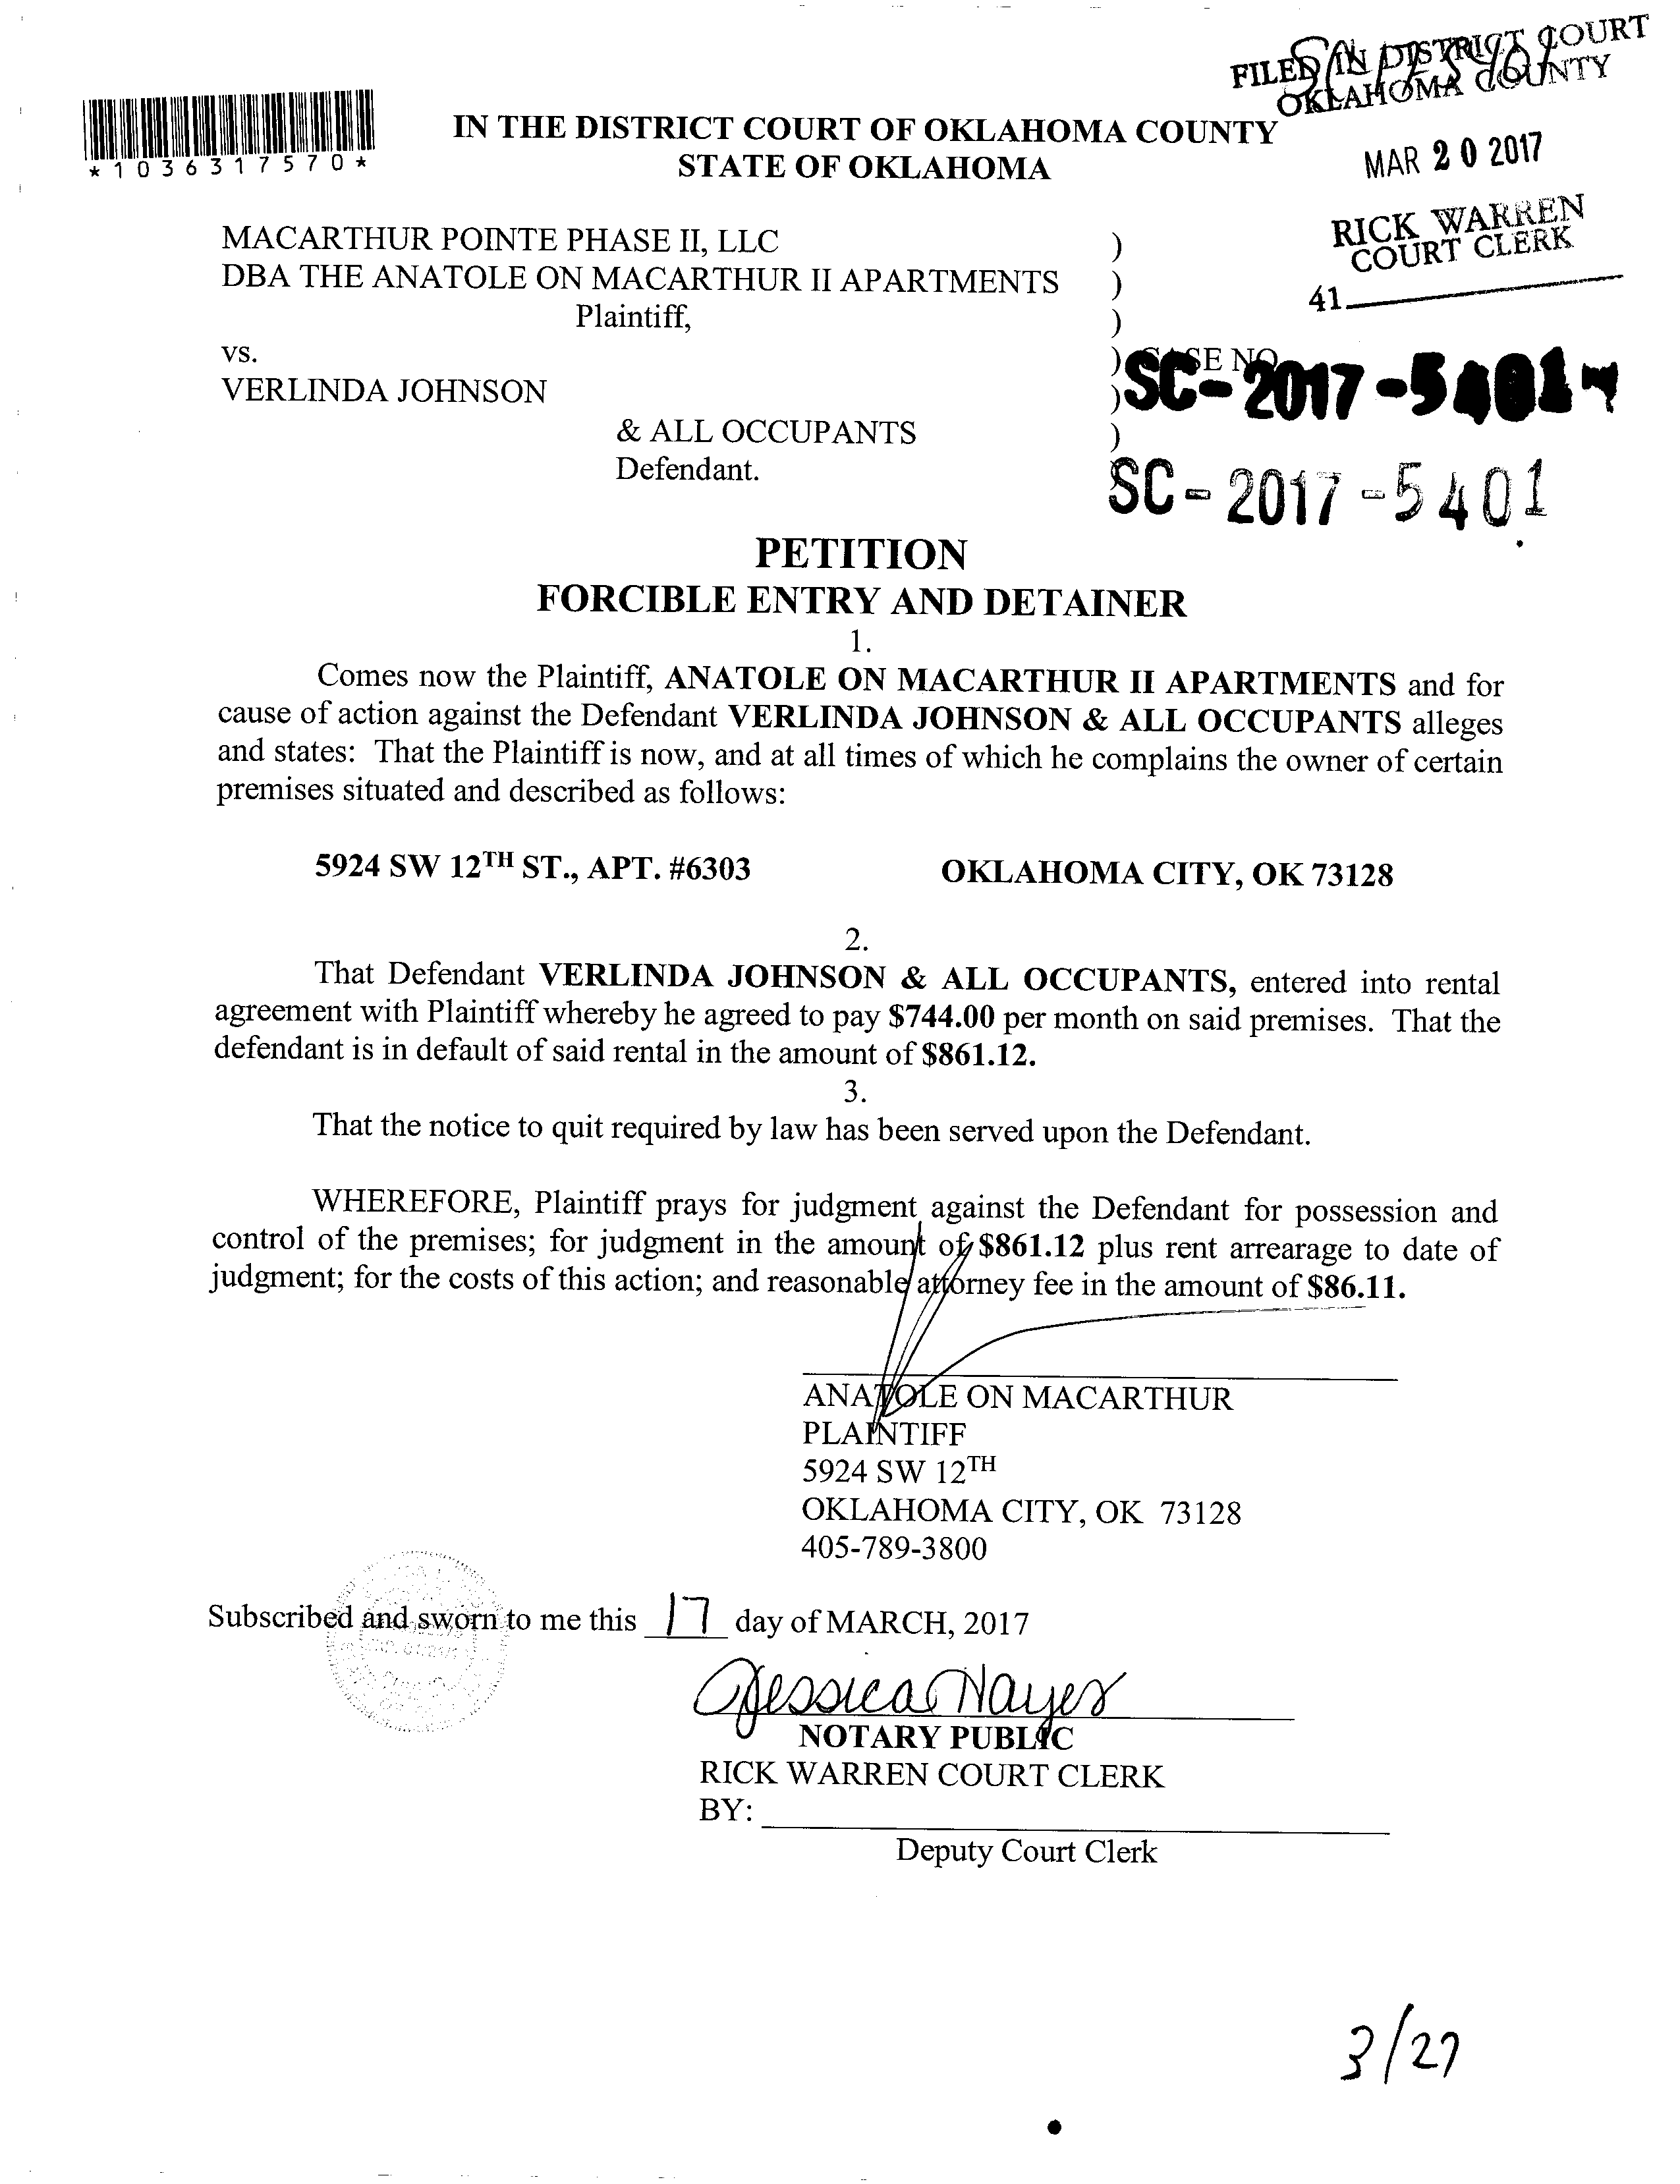 FILED IN DISTRICT COURT
OKLAHOMA COUNTY
MAR 20 2017
RICK WARREN
COURT CLERK
41
*1036317570*
IN THE DISTRICT COURT OF OKLAHOMA COUNTY
STATE OF OKLAHOMA
MACARTHUR POINTE PHASE II, LLC )
DBA THE ANATOLE ON MACARTHUR II APARTMENTS )
Plaintiff, )
vs. ) CASE NO. SC-2017-5401
VERLINDA JOHNSON )
& ALL OCCUPANTS )
Defendant.
SC-2017-5401
PETITION
FORCIBLE ENTRY AND DETAINER
1.
Comes now the Plaintiff, ANATOLE ON MACARTHUR II APARTMENTS and for
cause of action against the Defendant VERLINDA JOHNSON & ALL OCCUPANTS alleges
and states: That the Plaintiff is now, and at all times of which he complains the owner of certain
premises situated and described as follows:
5924 SW 12TH ST., APT. #6303 OKLAHOMA CITY, OK 73128
2.
That Defendant VERLINDA JOHNSON & ALL OCCUPANTS, entered into rental
agreement with Plaintiff whereby he agreed to pay $744.00 per month on said premises. That the
defendant is in default of said rental in the amount of $861.12.
3.
That the notice to quit required by law has been served upon the Defendant.
WHEREFORE, Plaintiff prays for judgment against the Defendant for possession and
control of the premises; for judgment in the amount of $861.12 plus rent arrearage to date of
judgment; for the costs of this action; and reasonable attorney fee in the amount of $86.11.
ANATOLE ON MACARTHUR
PLAINTIFF
5924 SW 12TH
OKLAHOMA CITY, OK 73128
405-789-3800
Subscribed and sworn to me this 17 day of MARCH, 2017
Jessica Hayes
NOTARY PUBLIC
RICK WARREN COURT CLERK
BY:
Deputy Court Clerk
3/27